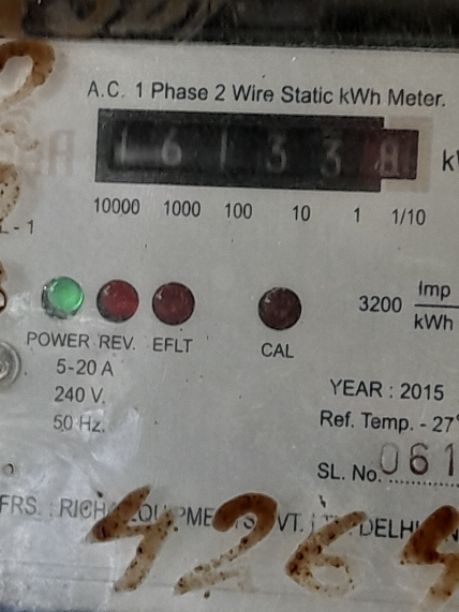 A.C. 1 Phase 2 Wire Static kWh Meter.
1 6 1 3 3 8
10000 1000 100 10 1 1/10
3200 Imp
kWh
POWER REV. EFLT CAL
5-20 A
240 V.
50 Hz.
YEAR : 2015
Ref. Temp. - 27°
SL. No. 061
4264